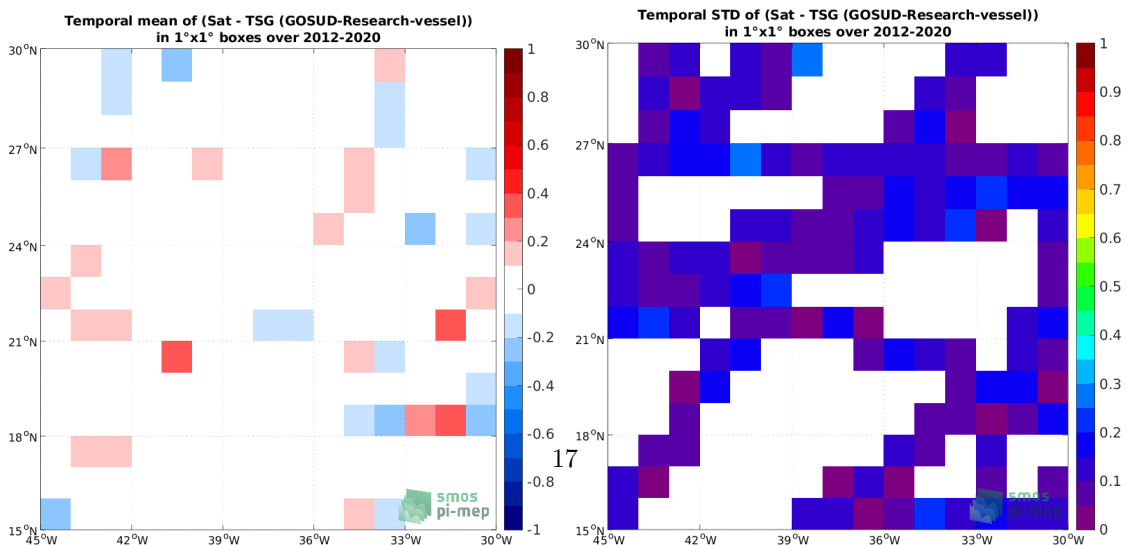 Temporal mean of (Sat - TSG (GOSUD-Research-vessel))
in 1°x1° boxes over 2012-2020
30°N
27°N
24°N
21°N
18°N
15°N
45°W
42°W
39°W
36°W
33°W
30°W
1
0.8
0.6
0.4
0.2
0
-0.2
-0.4
-0.6
-0.8
-1
smos
pi-mep
17
Temporal STD of (Sat - TSG (GOSUD-Research-vessel))
in 1°x1° boxes over 2012-2020
30°N
27°N
24°N
21°N
18°N
15°N
45°W
42°W
39°W
36°W
33°W
30°W
1
0.9
0.8
0.7
0.6
0.5
0.4
0.3
0.2
0.1
0
smos
pi-mep